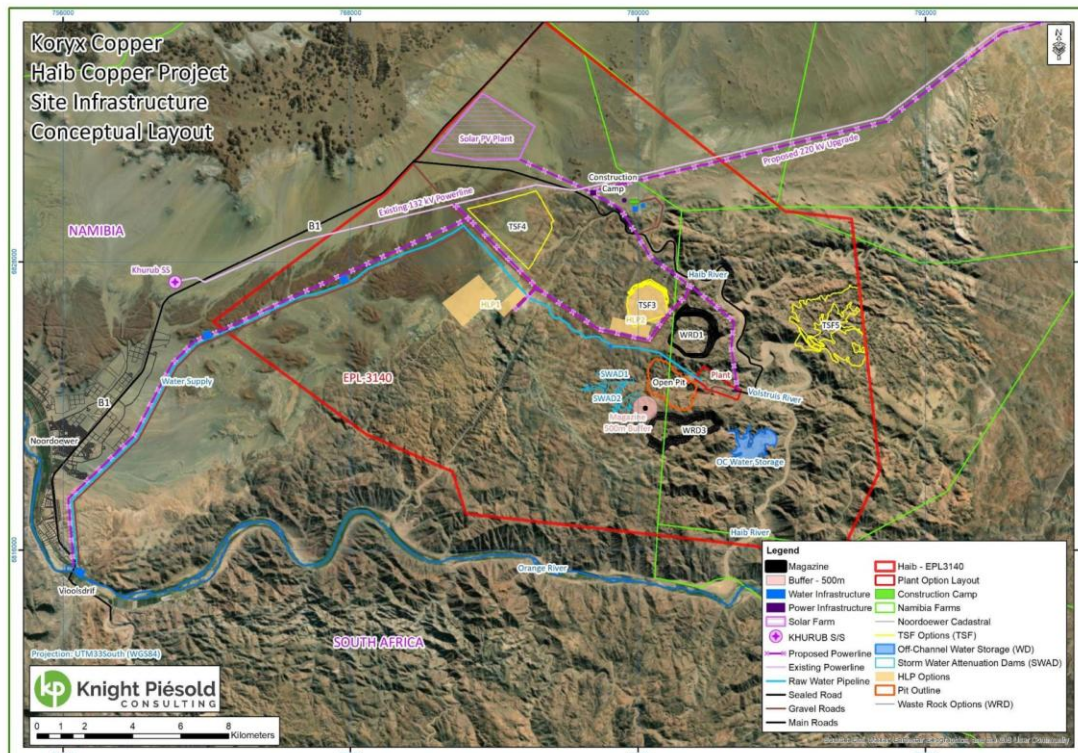 796000
788000
780000
792000
Koryx Copper
Haib Copper Project
Site Infrastructure
Conceptual Layout
Solar PV Plant
Proposed 220 kV Upgrade
Construction
Camp
Existing 132 kV Powerline
B1
TSF4
NAMIBIA
Khurub SS
6828000
Haib River
HLP1
TSF3
HLP2
WRD1
TSF5
EPL-3140
Water Supply
SWAD1
Open Pit
Plant
SWAD2
Volstruis River
B1
Magazine
500m Buffer
WRD3
Noordoewer
OC Water Storage
Haib River
6816000
Orange River
Vioolsdrif
SOUTH AFRICA
Projection: UTM33South (WGS84)
kp Knight Piésold
CONSULTING
0 1 2 4 6 8
Kilometers
Legend
Magazine
Buffer - 500m
Water Infrastructure
Power Infrastructure
Solar Farm
KHURUB S/S
Proposed Powerline
Existing Powerline
Raw Water Pipeline
Sealed Road
Gravel Roads
Main Roads
Haib - EPL3140
Plant Option Layout
Construction Camp
Namibia Farms
Noordoewer Cadastral
TSF Options (TSF)
Off-Channel Water Storage (WD)
Storm Water Attenuation Dams (SWAD)
HLP Options
Pit Outline
Waste Rock Options (WRD)